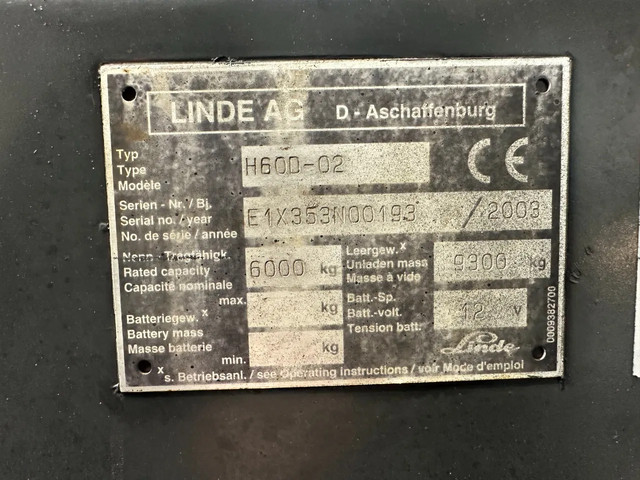 LINDE AG D - Aschaffenburg
Typ
Type
Modèle
H60D-02
CE
Serien - Nr. / Bj.
Serial no. / year
No. de série / année
E1X353N00193 / 2003
Nenn - Tragfähigk.
Rated capacity
Capacité nominale
6000 kg
Leergew. x
Unladen mass
Masse à vide
9900 kg
Batteriegew. x
Battery mass
Masse batterie
max. kg
min. kg
Batt.-Sp.
Batt.-volt.
Tension batt.
12 v
Linde
0009382700
x s. Betriebsanl. / see Operating Instructions / voir Mode d'emploi